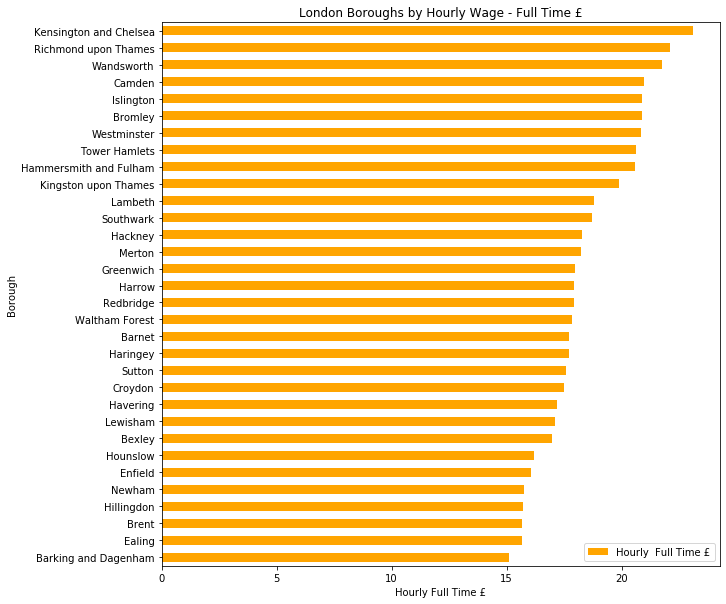 London Boroughs by Hourly Wage - Full Time £
Borough
Kensington and Chelsea
Richmond upon Thames
Wandsworth
Camden
Islington
Bromley
Westminster
Tower Hamlets
Hammersmith and Fulham
Kingston upon Thames
Lambeth
Southwark
Hackney
Merton
Greenwich
Harrow
Redbridge
Waltham Forest
Barnet
Haringey
Sutton
Croydon
Havering
Lewisham
Bexley
Hounslow
Enfield
Newham
Hillingdon
Brent
Ealing
Barking and Dagenham
Hourly  Full Time £
0 5 10 15 20
Hourly Full Time £